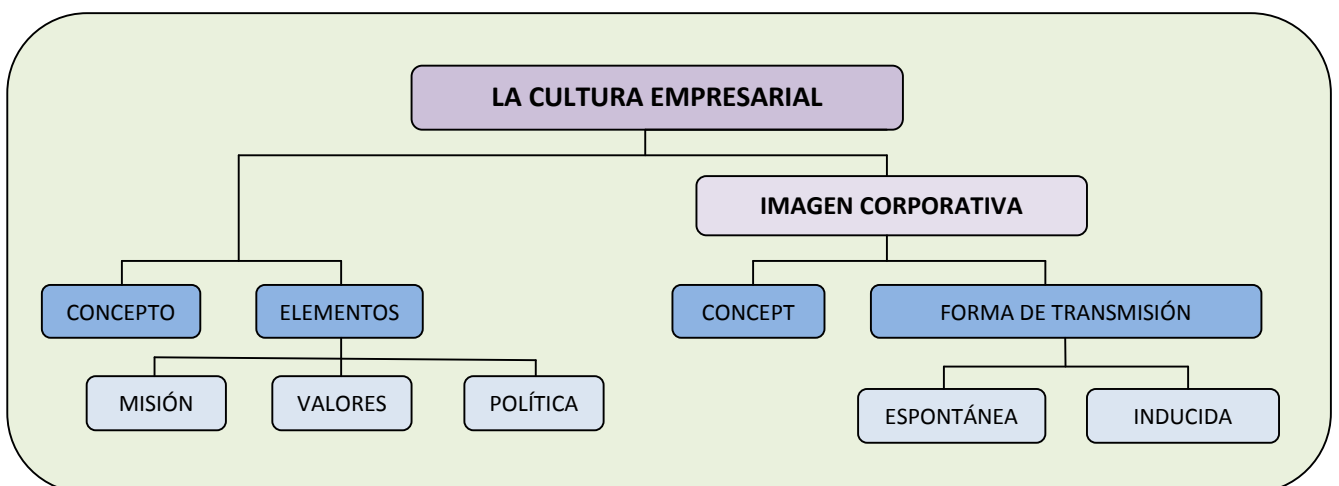 LA CULTURA EMPRESARIAL
IMAGEN CORPORATIVA
CONCEPTO
ELEMENTOS
CONCEPT
FORMA DE TRANSMISIÓN
MISIÓN
VALORES
POLÍTICA
ESPONTÁNEA
INDUCIDA